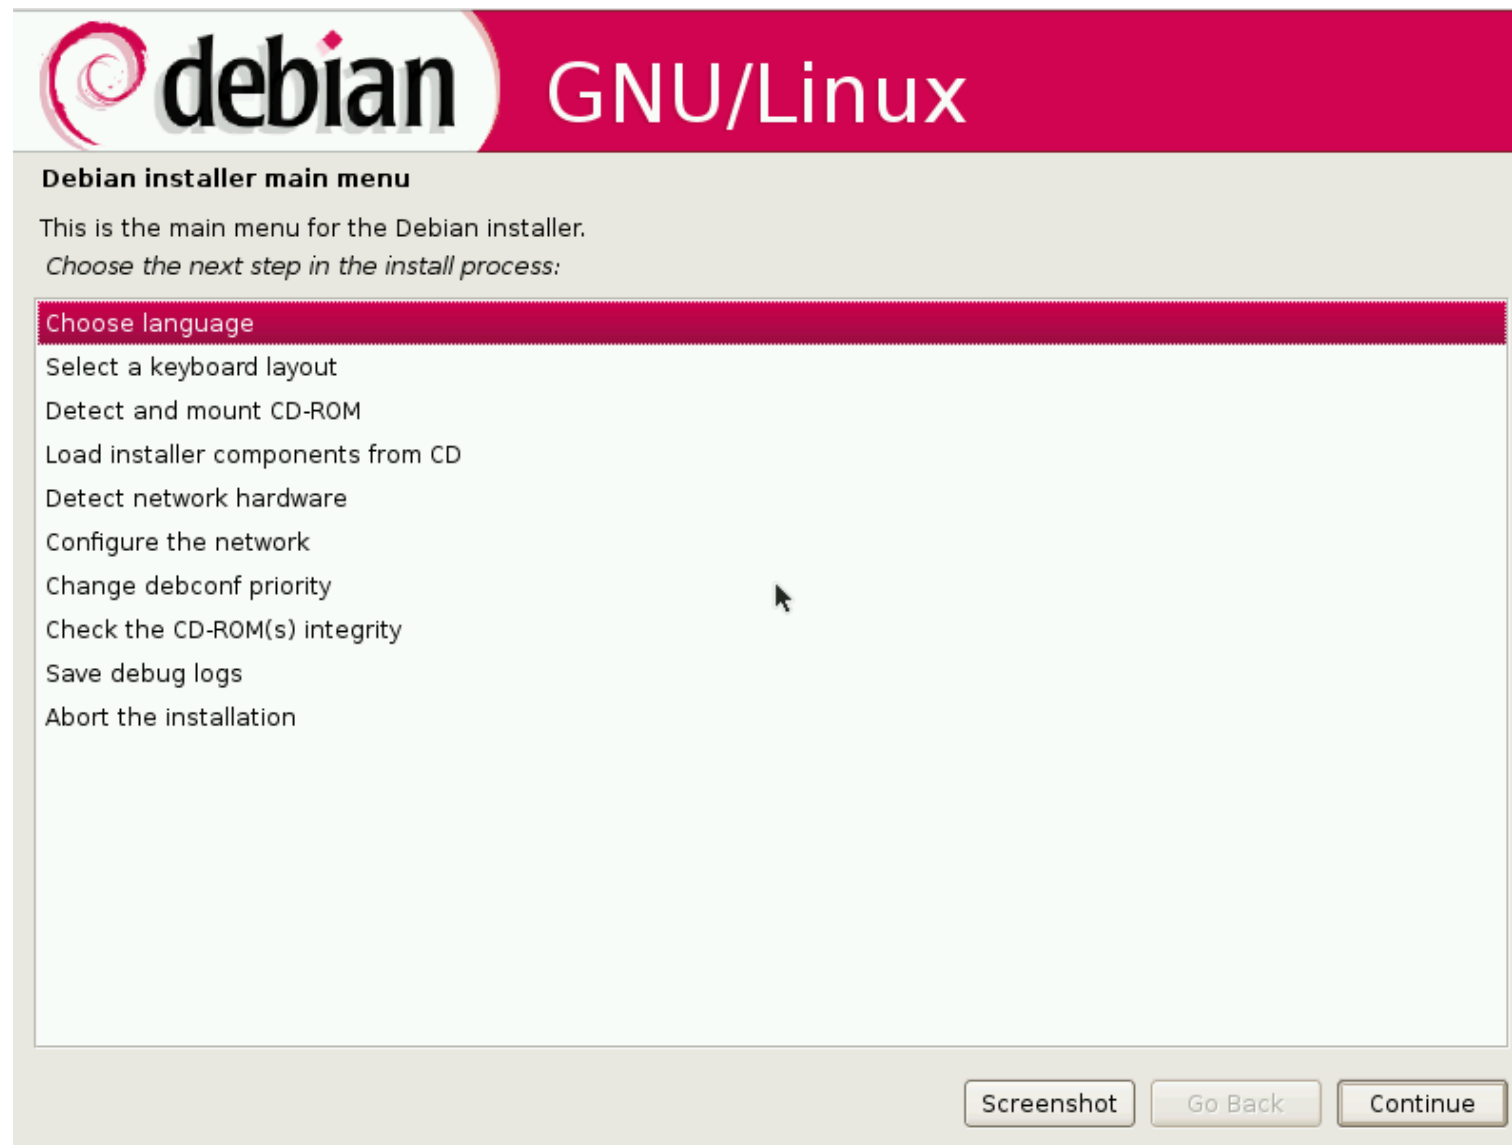 debian GNU/Linux
Debian installer main menu
This is the main menu for the Debian installer.
Choose the next step in the install process:
Choose language
Select a keyboard layout
Detect and mount CD-ROM
Load installer components from CD
Detect network hardware
Configure the network
Change debconf priority
Check the CD-ROM(s) integrity
Save debug logs
Abort the installation
Screenshot Go Back Continue